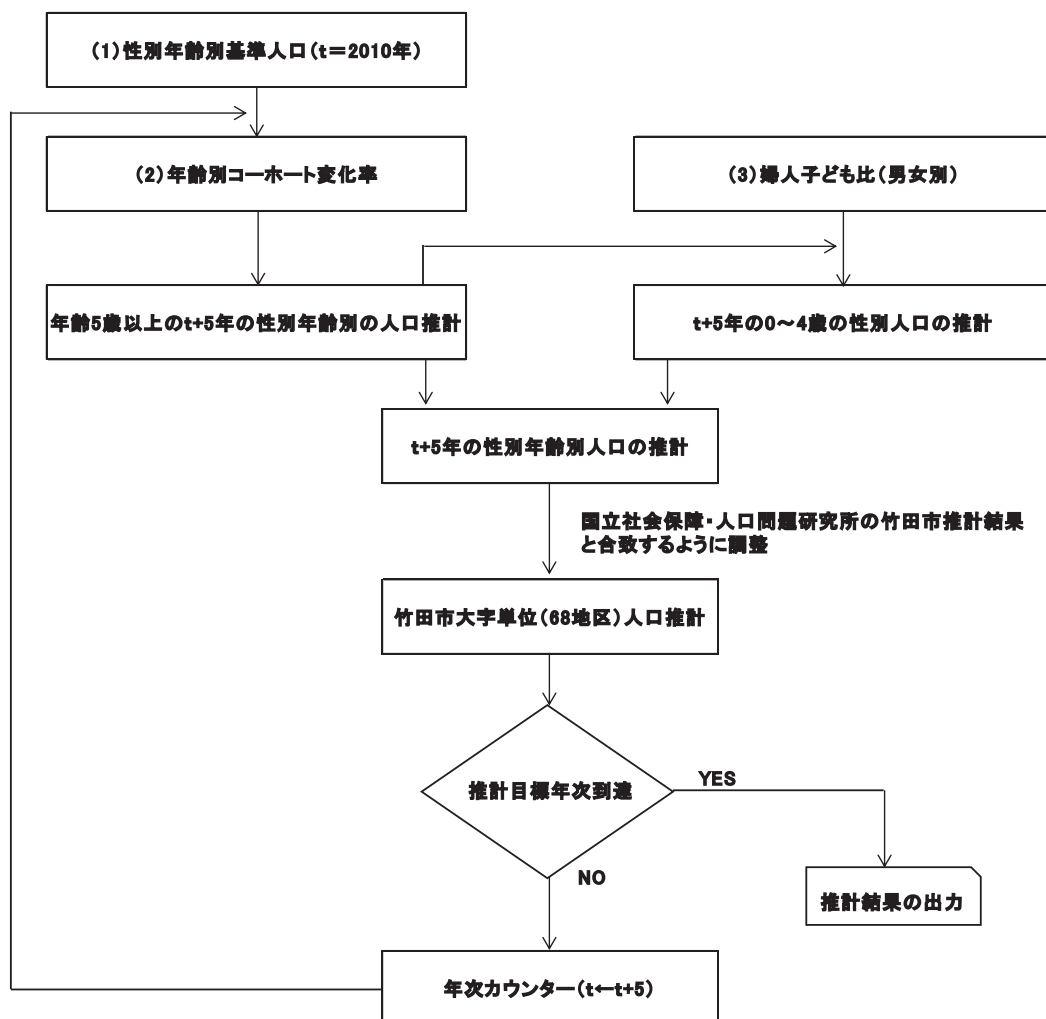 (1)性別年齢別基準人口(t=2010年)
(2)年齢別コーホート変化率
(3)婦人子ども比(男女別)
年齢5歳以上のt+5年の性別年齢別の人口推計
t+5年の0~4歳の性別人口の推計
t+5年の性別年齢別人口の推計
国立社会保障・人口問題研究所の竹田市推計結果
と合致するように調整
竹田市大字単位(68地区)人口推計
推計目標年次到達
YES
NO
推計結果の出力
年次カウンター(t←t+5)